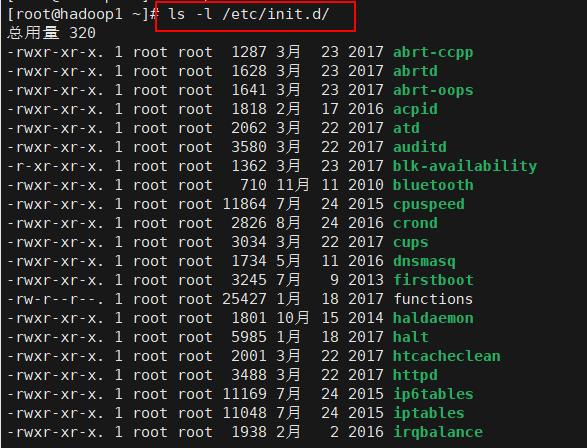 [root@hadoop1 ~]# ls -l /etc/init.d/
总用量 320
-rwxr-xr-x. 1 root root  1287 3月  23 2017 abrt-ccpp
-rwxr-xr-x. 1 root root  1628 3月  23 2017 abrtd
-rwxr-xr-x. 1 root root  1641 3月  23 2017 abrt-oops
-rwxr-xr-x. 1 root root  1818 2月  17 2016 acpid
-rwxr-xr-x. 1 root root  2062 3月  22 2017 atd
-rwxr-xr-x. 1 root root  3580 3月  22 2017 auditd
-r-xr-xr-x. 1 root root  1362 3月  23 2017 blk-availability
-rwxr-xr-x. 1 root root   710 11月 11 2010 bluetooth
-rwxr-xr-x. 1 root root 11864 7月  24 2015 cpuspeed
-rwxr-xr-x. 1 root root  2826 8月  24 2016 crond
-rwxr-xr-x. 1 root root  3034 3月  22 2017 cups
-rwxr-xr-x. 1 root root  1734 5月  11 2016 dnsmasq
-rwxr-xr-x. 1 root root  3245 7月   9 2013 firstboot
-rw-r--r--. 1 root root 25427 1月  18 2017 functions
-rwxr-xr-x. 1 root root  1801 10月 15 2014 haldaemon
-rwxr-xr-x. 1 root root  5985 1月  18 2017 halt
-rwxr-xr-x. 1 root root  2001 3月  22 2017 htcacheclean
-rwxr-xr-x. 1 root root  3488 3月  22 2017 httpd
-rwxr-xr-x. 1 root root 11169 7月  24 2015 ip6tables
-rwxr-xr-x. 1 root root 11048 7月  24 2015 iptables
-rwxr-xr-x. 1 root root  1938 2月   2 2016 irqbalance